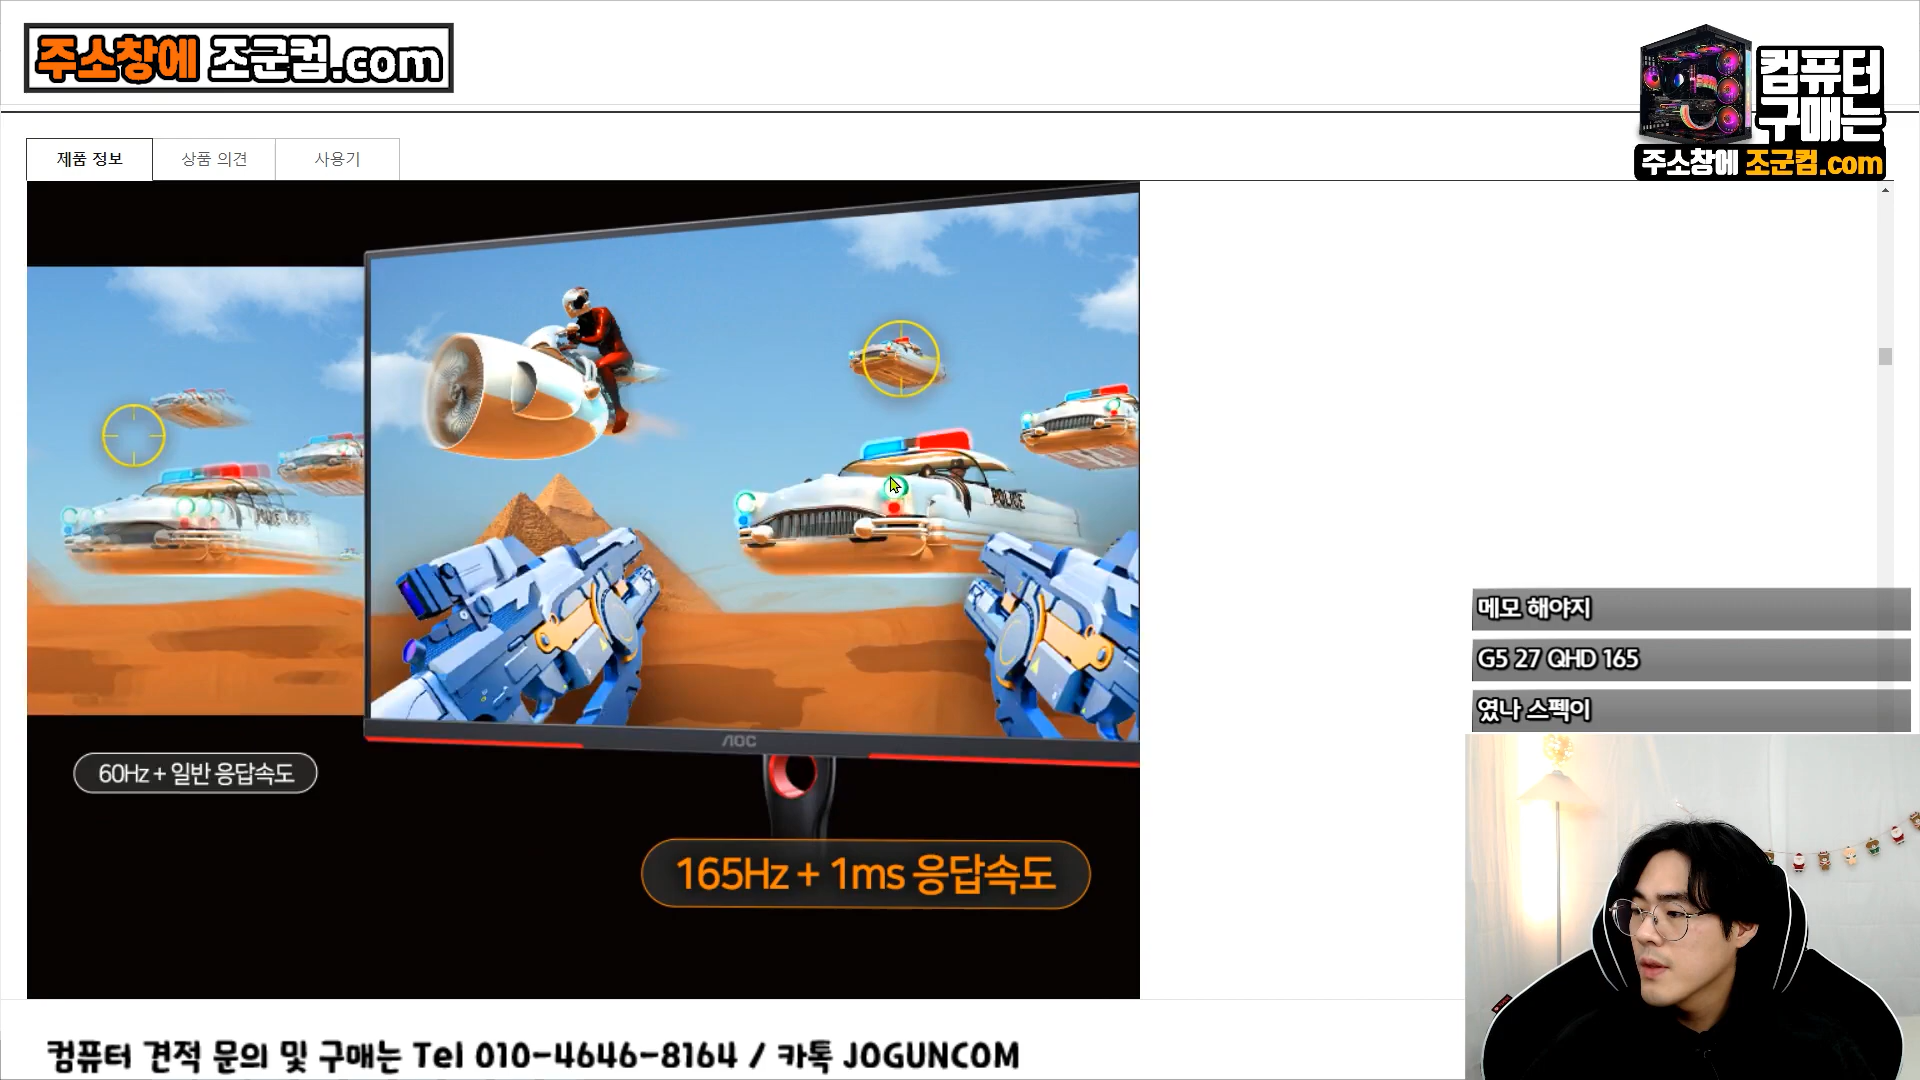 주소창에 조군컴.com
컴퓨터
구매는
주소창에 조군컴.com
제품 정보
상품 의견
사용기
POLICE
AOC
60Hz + 일반 응답속도
165Hz + 1ms 응답속도
메모 해야지
G5 27 QHD 165
였나 스펙이
컴퓨터 견적 문의 및 구매는 Tel 010-4646-8164 / 카톡 JOGUNCOM